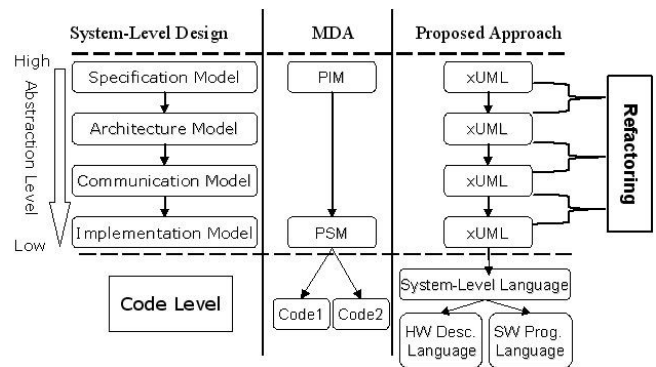 System-Level Design
MDA
Proposed Approach
High
Abstraction Level
Low
Specification Model
Architecture Model
Communication Model
Implementation Model
PIM
PSM
xUML
xUML
xUML
xUML
Refactoring
Code Level
Code1
Code2
System-Level Language
HW Desc.
Language
SW Prog.
Language